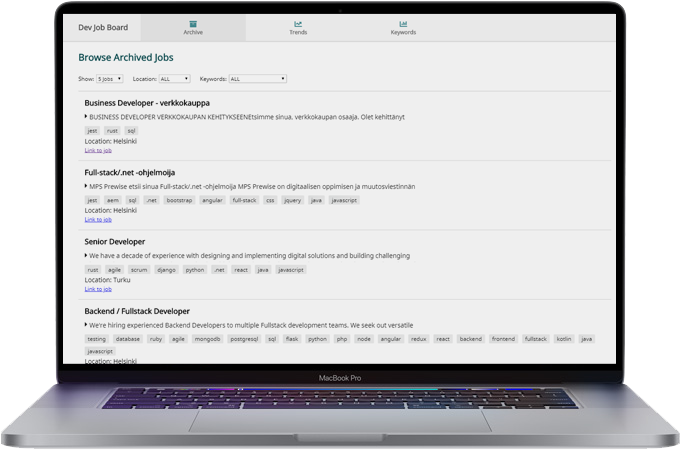 Dev Job Board Archive Trends Keywords
Browse Archived Jobs
Show: 5 jobs Location: ALL Keywords: ALL
Business Developer - verkkokauppa
BUSINESS DEVELOPER VERKKOKAUPAN KEHITYKSEENEtsimme sinua, verkkokaupan osaaja. Olet kehittänyt
jest rust sql
Location: Helsinki
Link to job
Full-stack/.net -ohjelmoija
MPS Prewise etsii sinua Full-stack/.net -ohjelmoija MPS Prewise on digitaalisen oppimisen ja muutosviestinnän
jest aem sql .net bootstrap angular full-stack css jquery java javascript
Location: Helsinki
Link to job
Senior Developer
We have a decade of experience with designing and implementing digital solutions and building challenging
rust agile scrum django python .net react java javascript
Location: Turku
Link to job
Backend / Fullstack Developer
We're hiring experienced Backend Developers to multiple Fullstack development teams. We seek out versatile
testing database ruby agile mongodb postgresql sql flask python php node angular redux react backend frontend fullstack kotlin java
javascript
Location: Helsinki
MacBook Pro